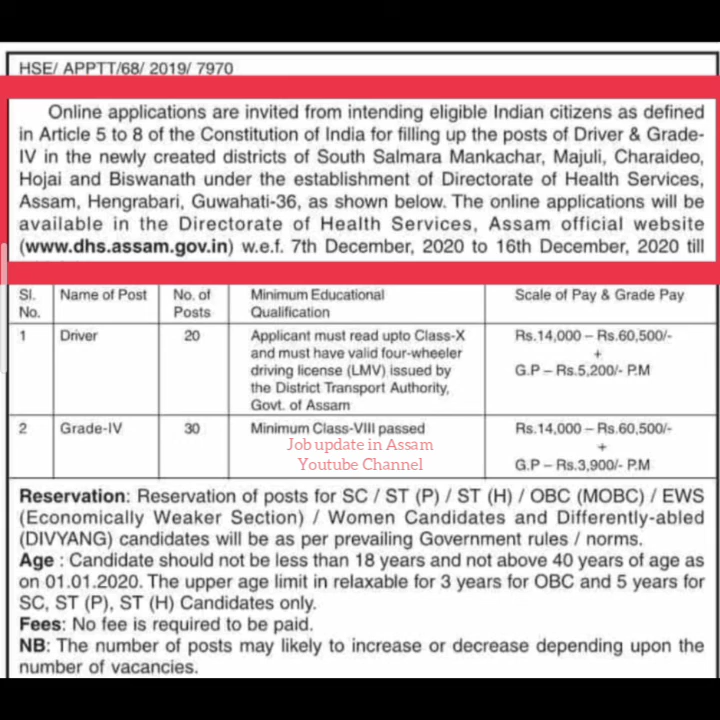 HSE/ APPTT/68/ 2019/ 7970
Online applications are invited from intending eligible Indian citizens as defined
in Article 5 to 8 of the Constitution of India for filling up the posts of Driver & Grade-
IV in the newly created districts of South Salmara Mankachar, Majuli, Charaideo,
Hojai and Biswanath under the establishment of Directorate of Health Services,
Assam, Hengrabari, Guwahati-36, as shown below. The online applications will be
available in the Directorate of Health Services, Assam official website
(www.dhs.assam.gov.in) w.e.f. 7th December, 2020 to 16th December, 2020 till
Sl. No. Name of Post No. of Posts Minimum Educational Qualification Scale of Pay & Grade Pay
1 Driver 20 Applicant must read upto Class-X Rs.14,000 – Rs.60,500/-
and must have valid four-wheeler +
driving license (LMV) issued by G.P – Rs.5,200/- P.M
the District Transport Authority,
Govt. of Assam
2 Grade-IV 30 Minimum Class-VIII passed Rs.14,000 – Rs.60,500/-
Job update in Assam +
Youtube Channel G.P – Rs.3,900/- P.M
Reservation: Reservation of posts for SC / ST (P) / ST (H) / OBC (MOBC) / EWS
(Economically Weaker Section) / Women Candidates and Differently-abled
(DIVYANG) candidates will be as per prevailing Government rules / norms.
Age : Candidate should not be less than 18 years and not above 40 years of age as
on 01.01.2020. The upper age limit in relaxable for 3 years for OBC and 5 years for
SC, ST (P), ST (H) Candidates only.
Fees: No fee is required to be paid.
NB: The number of posts may likely to increase or decrease depending upon the
number of vacancies.